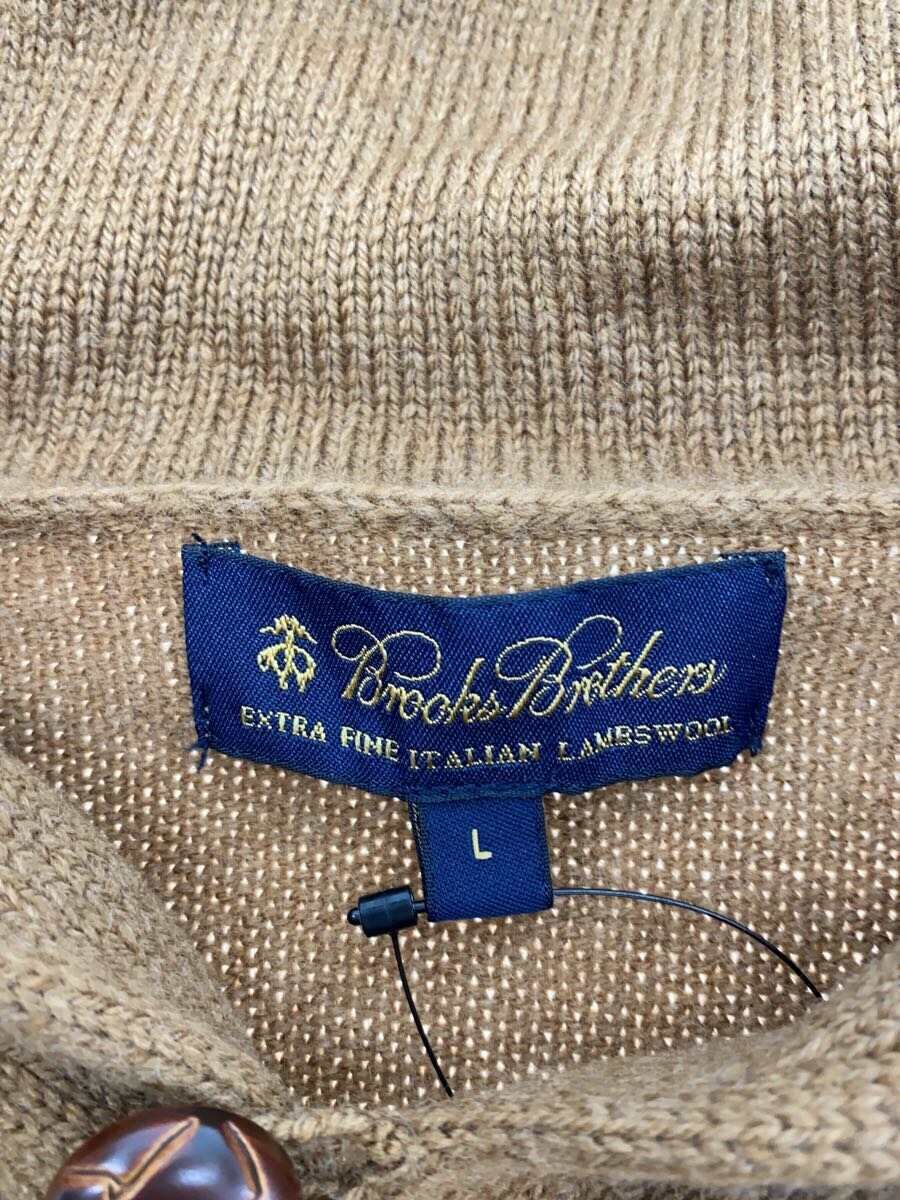 Brooks Brothers
EXTRA FINE ITALIAN LAMBSWOOL
L